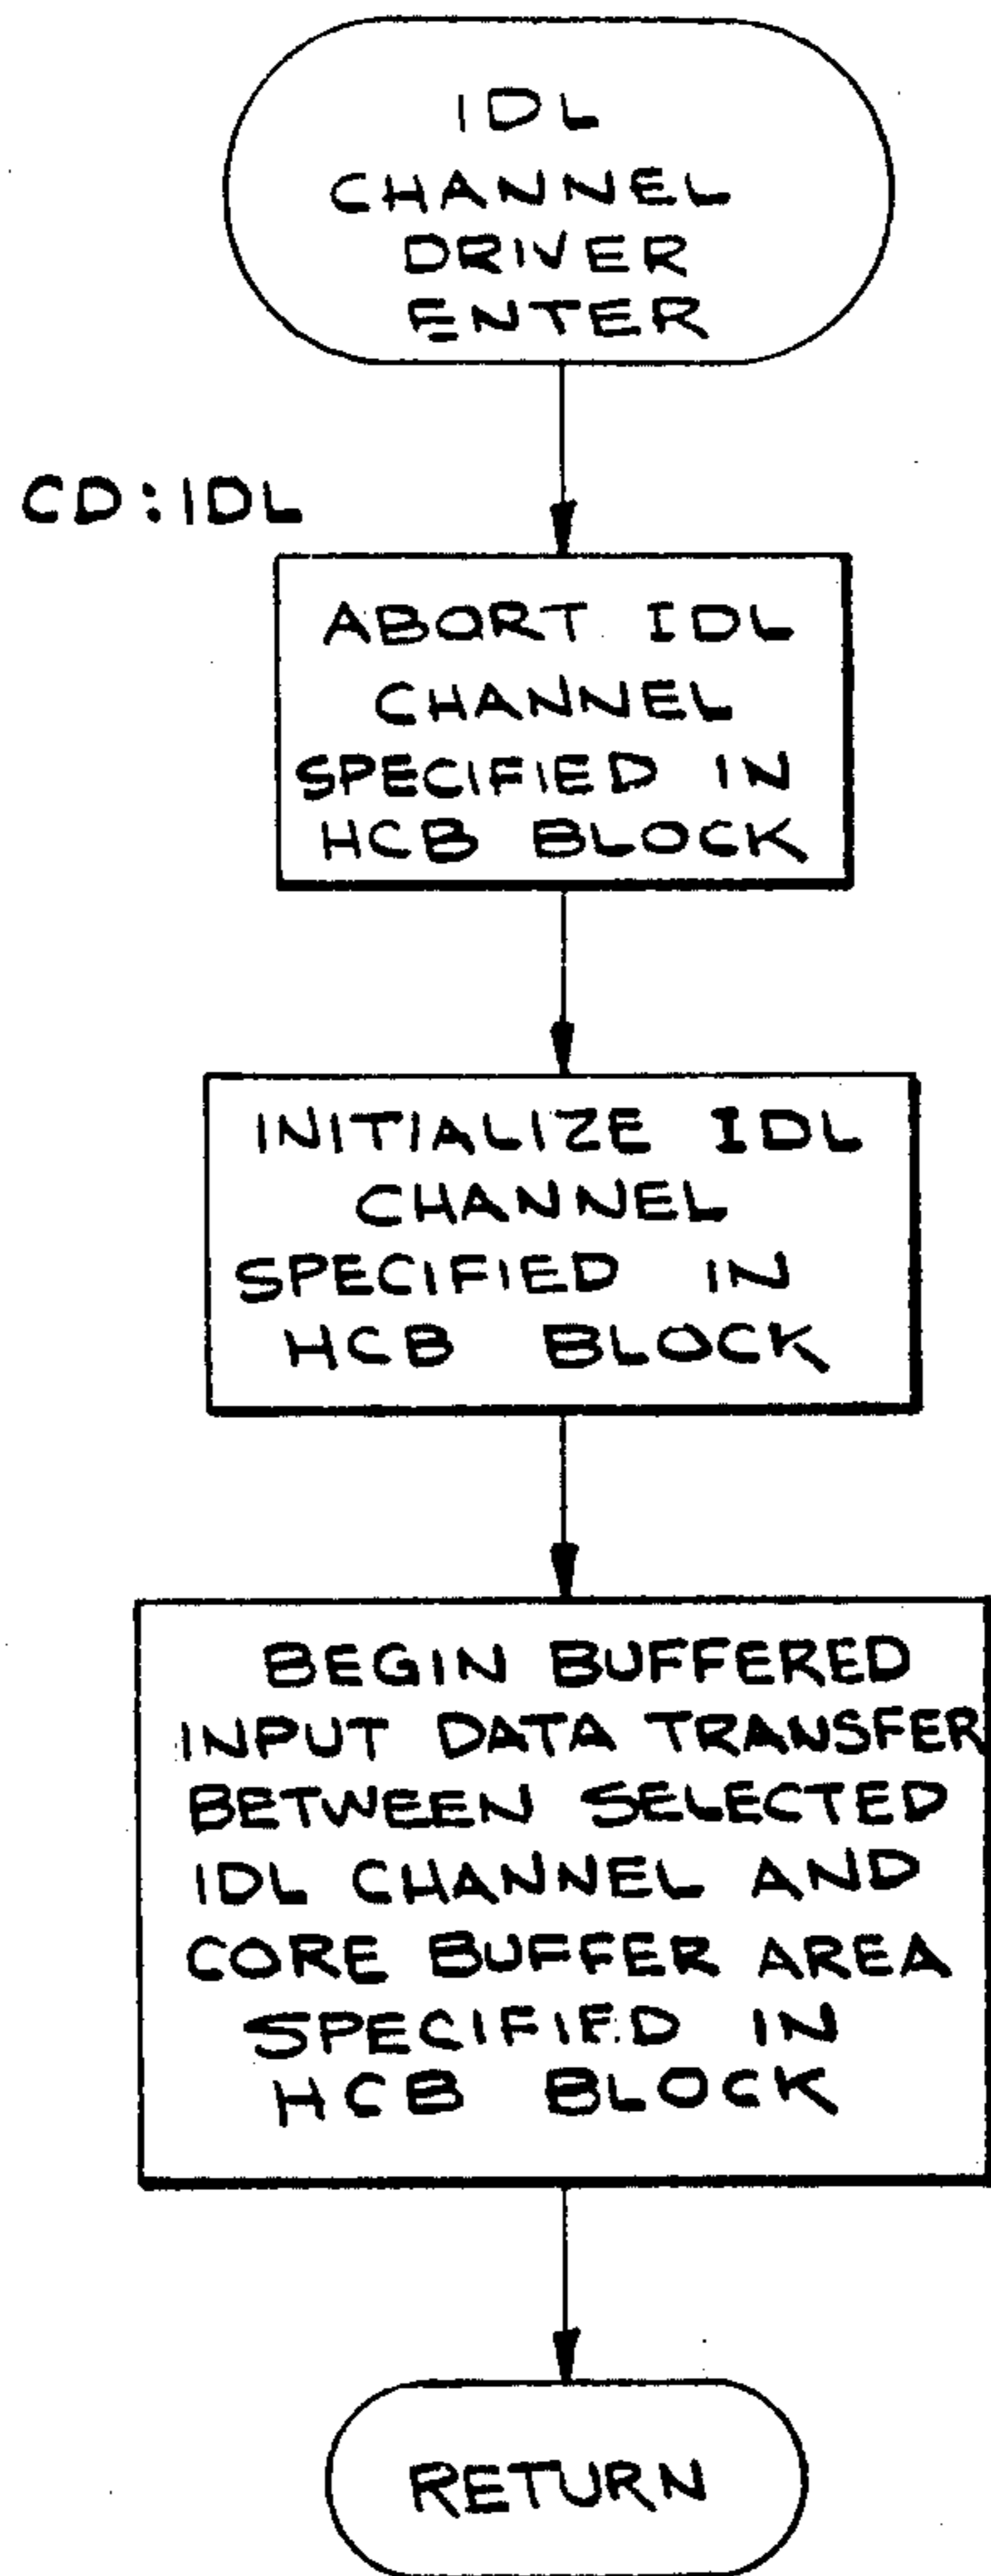 IDL
CHANNEL
DRIVER
ENTER
CD:IDL
ABORT IDL
CHANNEL
SPECIFIED IN
HCB BLOCK
INITIALIZE IDL
CHANNEL
SPECIFIED IN
HCB BLOCK
BEGIN BUFFERED
INPUT DATA TRANSFER
BETWEEN SELECTED
IDL CHANNEL AND
CORE BUFFER AREA
SPECIFIED IN
HCB BLOCK
RETURN